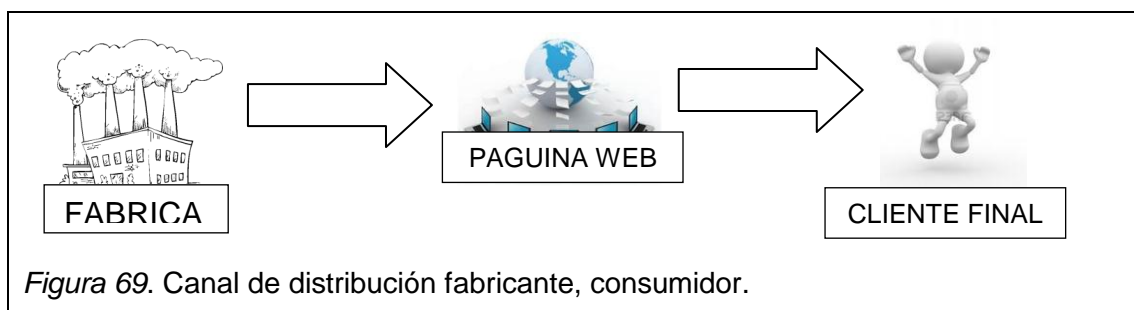 FABRICA
PAGUINA WEB
CLIENTE FINAL
Figura 69. Canal de distribución fabricante, consumidor.